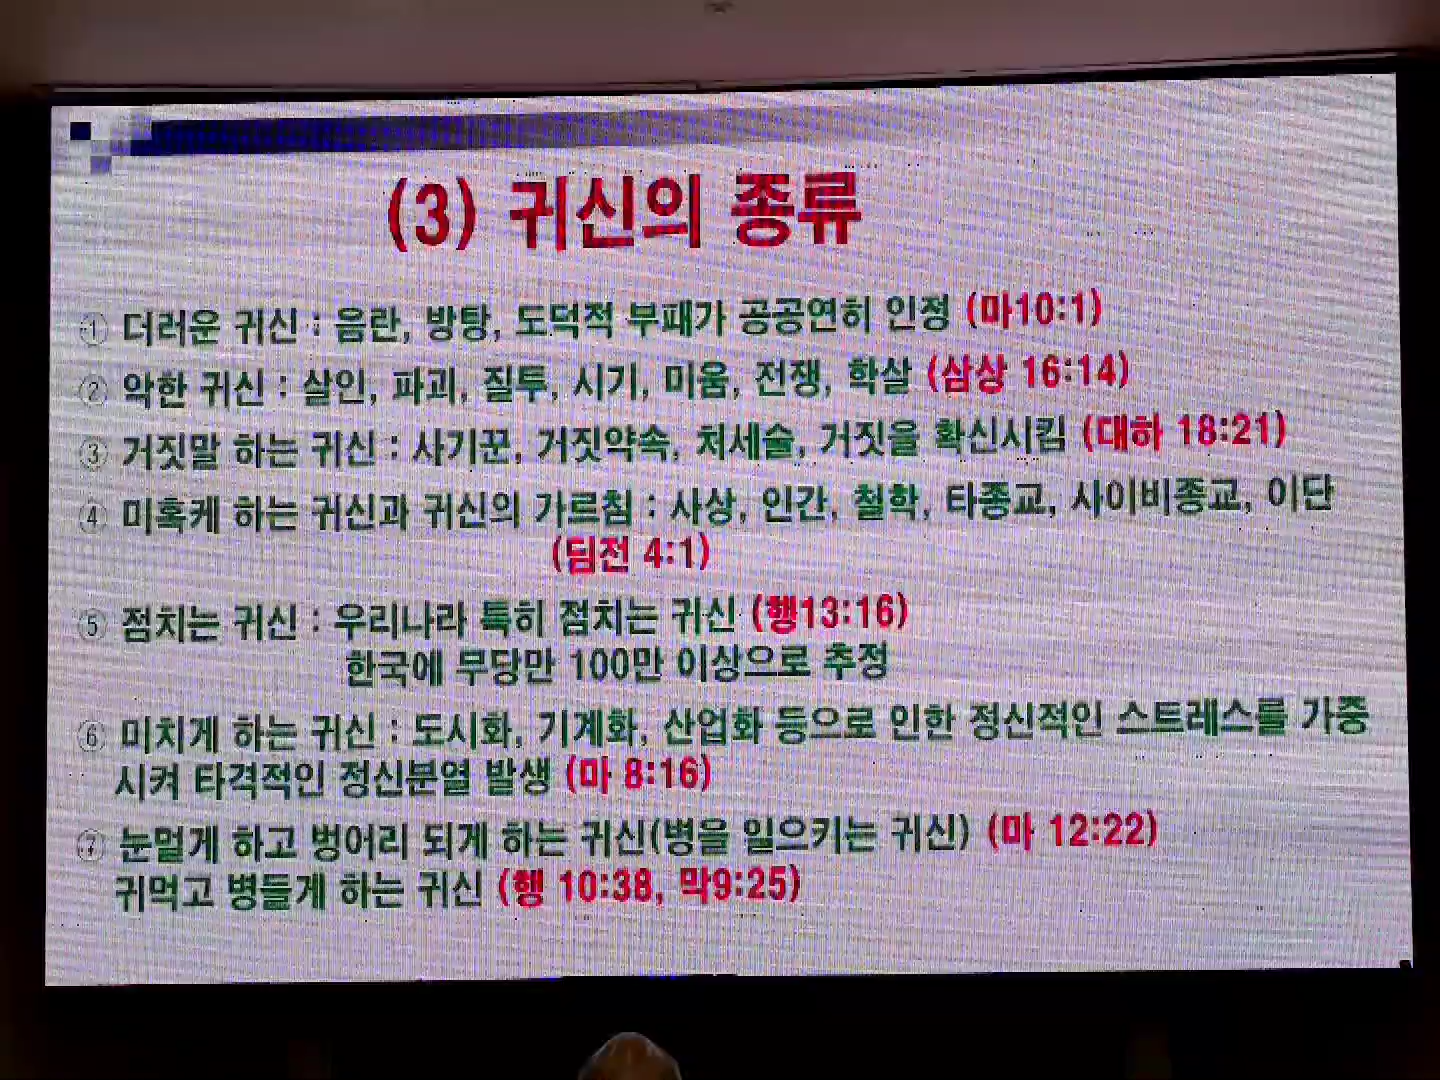 (3) 귀신의 종류
① 더러운 귀신 : 음란, 방탕, 도덕적 부패가 공공연히 인정 (마10:1)
② 악한 귀신 : 살인, 파괴, 질투, 시기, 미움, 전쟁, 학살 (삼상 16:14)
③ 거짓말 하는 귀신 : 사기꾼, 거짓약속, 처세술, 거짓을 확신시킴 (대하 18:21)
④ 미혹케 하는 귀신과 귀신의 가르침 : 사상, 인간, 철학, 타종교, 사이비종교, 이단
(딤전 4:1)
⑤ 점치는 귀신 : 우리나라 특히 점치는 귀신 (행13:16)
한국에 무당만 100만 이상으로 추정
⑥ 미치게 하는 귀신 : 도시화, 기계화, 산업화 등으로 인한 정신적인 스트레스를 가중
시켜 타격적인 정신분열 발생 (마 8:16)
⑦ 눈멀게 하고 벙어리 되게 하는 귀신(병을 일으키는 귀신) (마 12:22)
귀먹고 병들게 하는 귀신 (행 10:38, 막9:25)